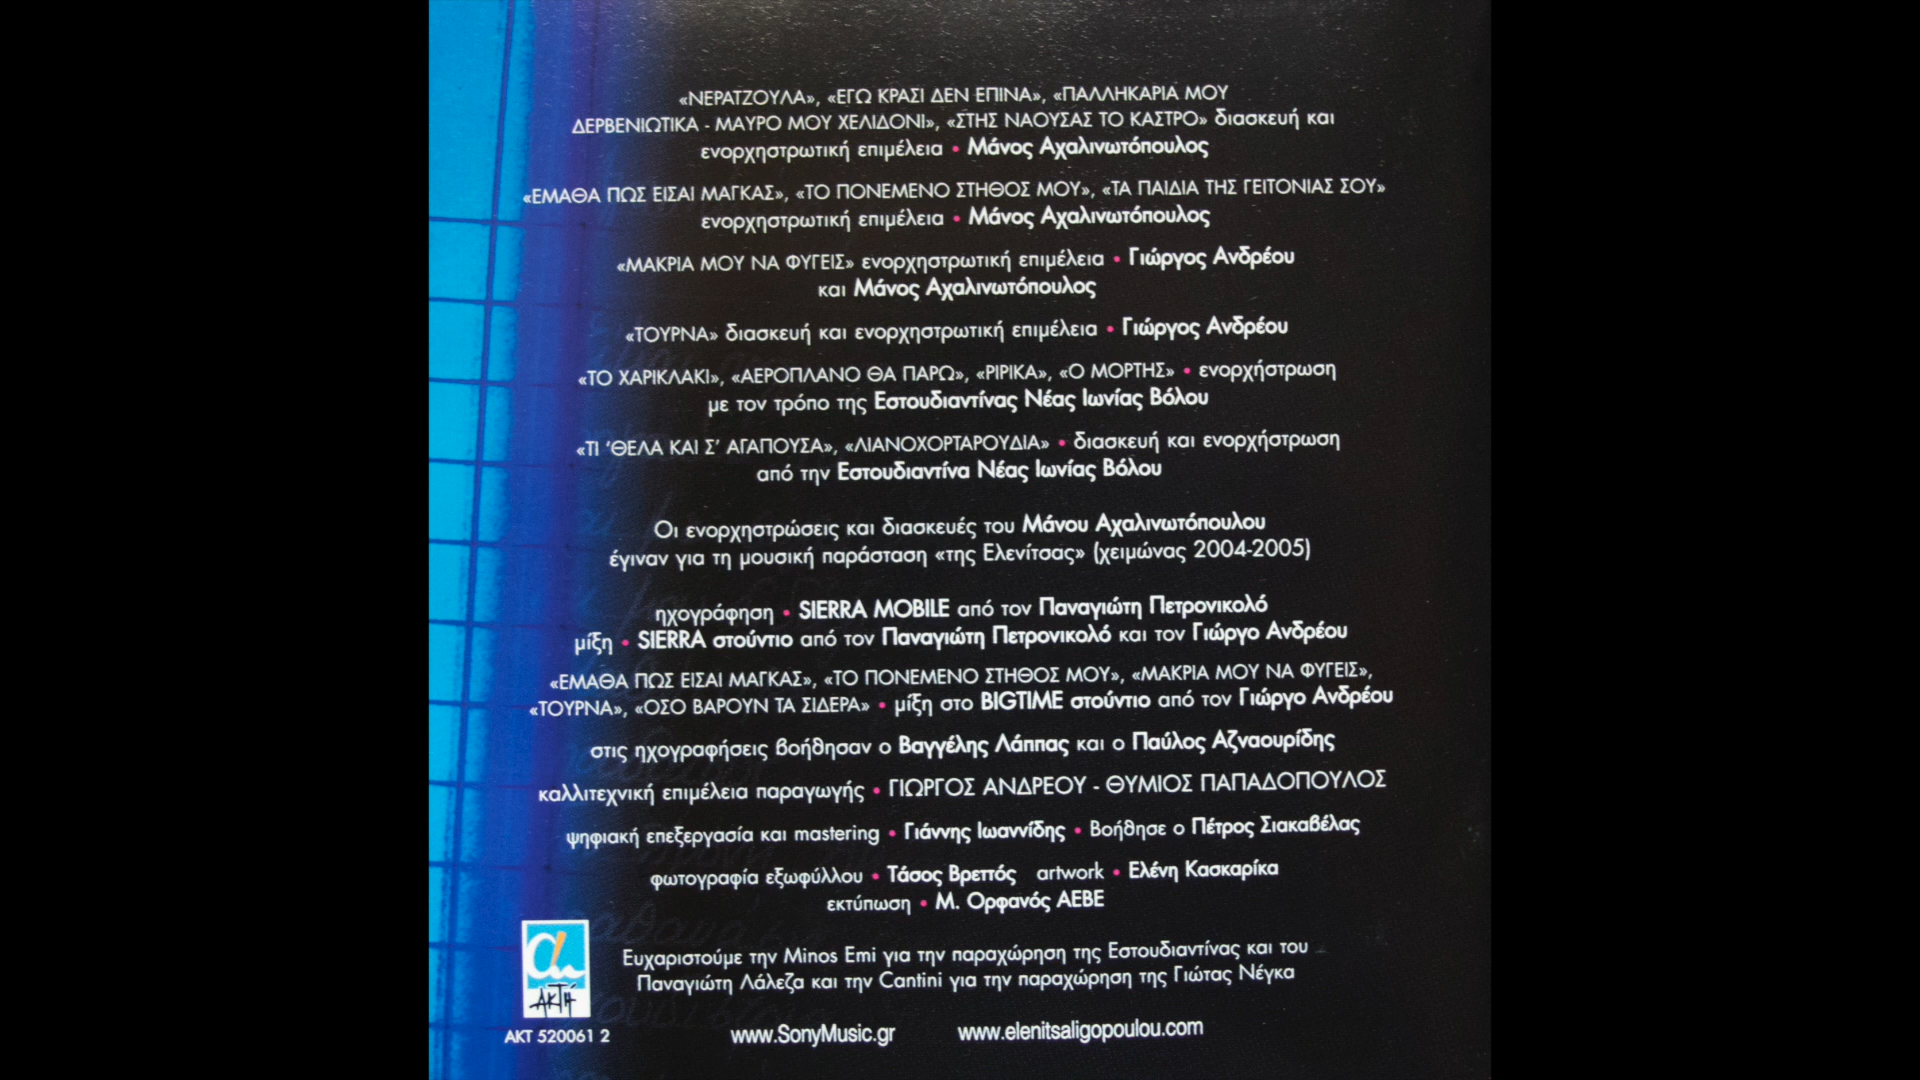 «ΝΕΡΑΤΖΟΥΛΑ», «ΕΓΩ ΚΡΑΣΙ ΔΕΝ ΕΠΙΝΑ», «ΠΑΛΛΗΚΑΡΙΑ ΜΟΥ
ΔΕΡΒΕΝΙΩΤΙΚΑ - ΜΑΥΡΟ ΜΟΥ ΧΕΛΙΔΟΝΙ», «ΣΤΗΣ ΝΑΟΥΣΑΣ ΤΟ ΚΑΣΤΡΟ» διασκευή και
ενορχηστρωτική επιμέλεια • Μάνος Αχαλινωτόπουλος
«ΕΜΑΘΑ ΠΩΣ ΕΙΣΑΙ ΜΑΓΚΑΣ», «ΤΟ ΠΟΝΕΜΕΝΟ ΣΤΗΘΟΣ ΜΟΥ», «ΤΑ ΠΑΙΔΙΑ ΤΗΣ ΓΕΙΤΟΝΙΑΣ ΣΟΥ»
ενορχηστρωτική επιμέλεια • Μάνος Αχαλινωτόπουλος
«ΜΑΚΡΙΑ ΜΟΥ ΝΑ ΦΥΓΕΙΣ» ενορχηστρωτική επιμέλεια • Γιώργος Ανδρέου
και Μάνος Αχαλινωτόπουλος
«ΤΟΥΡΝΑ» διασκευή και ενορχηστρωτική επιμέλεια • Γιώργος Ανδρέου
«ΤΟ ΧΑΡΙΚΛΑΚΙ», «ΑΕΡΟΠΛΑΝΟ ΘΑ ΠΑΡΩ», «ΡΙΡΙΚΑ», «Ο ΜΟΡΤΗΣ» • ενορχήστρωση
με τον τρόπο της Εστουδιαντίνας Νέας Ιωνίας Βόλου
«ΤΙ ‘ΘΕΛΑ ΚΑΙ Σ’ ΑΓΑΠΟΥΣΑ», «ΛΙΑΝΟΧΟΡΤΑΡΟΥΔΙΑ» • διασκευή και ενορχήστρωση
από την Εστουδιαντίνα Νέας Ιωνίας Βόλου
Οι ενορχηστρώσεις και διασκευές του Μάνου Αχαλινωτόπουλου
έγιναν για τη μουσική παράσταση «της Ελενίτσας» (χειμώνας 2004-2005)
ηχογράφηση • SIERRA MOBILE από τον Παναγιώτη Πετρονικολό
μίξη • SIERRA στούντιο από τον Παναγιώτη Πετρονικολό και τον Γιώργο Ανδρέου
«ΕΜΑΘΑ ΠΩΣ ΕΙΣΑΙ ΜΑΓΚΑΣ», «ΤΟ ΠΟΝΕΜΕΝΟ ΣΤΗΘΟΣ ΜΟΥ», «ΜΑΚΡΙΑ ΜΟΥ ΝΑ ΦΥΓΕΙΣ»,
«ΤΟΥΡΝΑ», «ΟΣΟ ΒΑΡΟΥΝ ΤΑ ΣΙΔΕΡΑ» • μίξη στο BIGTIME στούντιο από τον Γιώργο Ανδρέου
στις ηχογραφήσεις βοήθησαν ο Βαγγέλης Λάππας και ο Παύλος Αζναουρίδης
καλλιτεχνική επιμέλεια παραγωγής • ΓΙΩΡΓΟΣ ΑΝΔΡΕΟΥ - ΘΥΜΙΟΣ ΠΑΠΑΔΟΠΟΥΛΟΣ
ψηφιακή επεξεργασία και mastering • Γιάννης Ιωαννίδης • Βοήθησε ο Πέτρος Σιακαβέλας
φωτογραφία εξωφύλλου • Τάσος Βρεττός artwork • Ελένη Κασκαρίκα
εκτύπωση • Μ. Ορφανός ΑΕΒΕ
Ευχαριστούμε την Minos Emi για την παραχώρηση της Εστουδιαντίνας και του
Παναγιώτη Λάλεζα και την Cantini για την παραχώρηση της Γιώτας Νέγκα
ΑΚΤΗ
AKT 520061 2
www.SonyMusic.gr www.elenitsaligopoulou.com